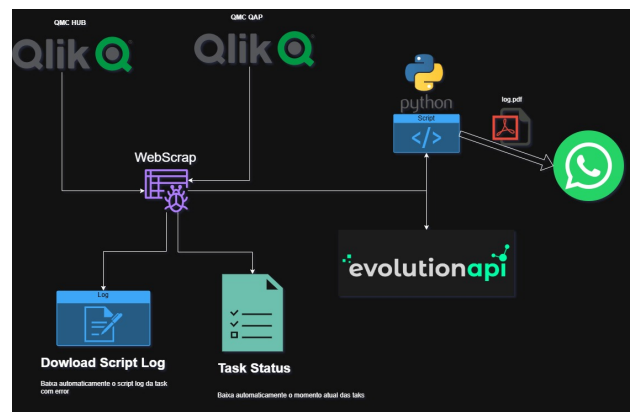 QMC HUB
QMC QAP
Qlik
Qlik
python
log.pdf
Script
</>
WebScrap
evolutionapi
Log
Dowload Script Log
Baixa automaticamente o script log da task
com error
Task Status
Baixa automaticamente o momento atual das taks